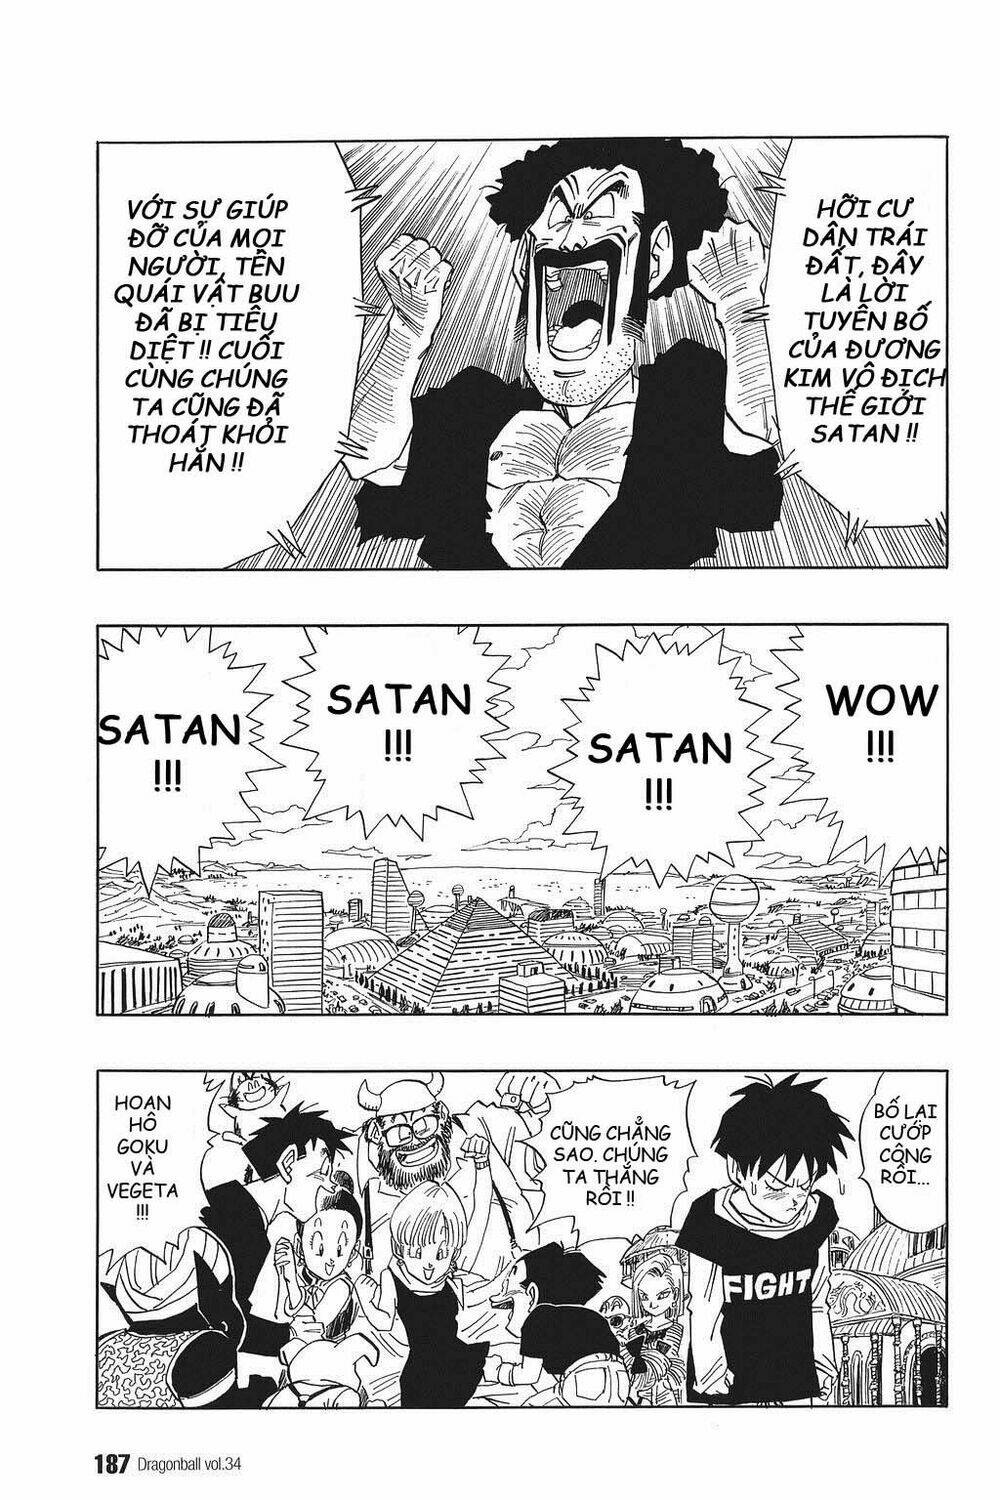 HỠI CƯ
DÂN TRÁI
ĐẤT, ĐÂY
LÀ LỜI
TUYÊN BỐ
CỦA ĐƯƠNG
KIM VÔ ĐỊCH
THẾ GIỚI
SATAN !!
VỚI SỰ GIÚP
ĐỠ CỦA MỌI
NGƯỜI, TÊN
QUÁI VẬT BUU
ĐÃ BỊ TIÊU
DIỆT !! CUỐI
CÙNG CHÚNG
TA CŨNG ĐÃ
THOÁT KHỎI
HẮN !!
WOW
!!!
SATAN
!!!
SATAN
!!!
SATAN
!!!
BỐ LẠI
CƯỚP
CÔNG
RỒI...
CŨNG CHẲNG
SAO. CHÚNG
TA THẮNG
RỒI !!
HOAN
HÔ
GOKU
VÀ
VEGETA
!!!
FIGHT
187 Dragonball vol.34